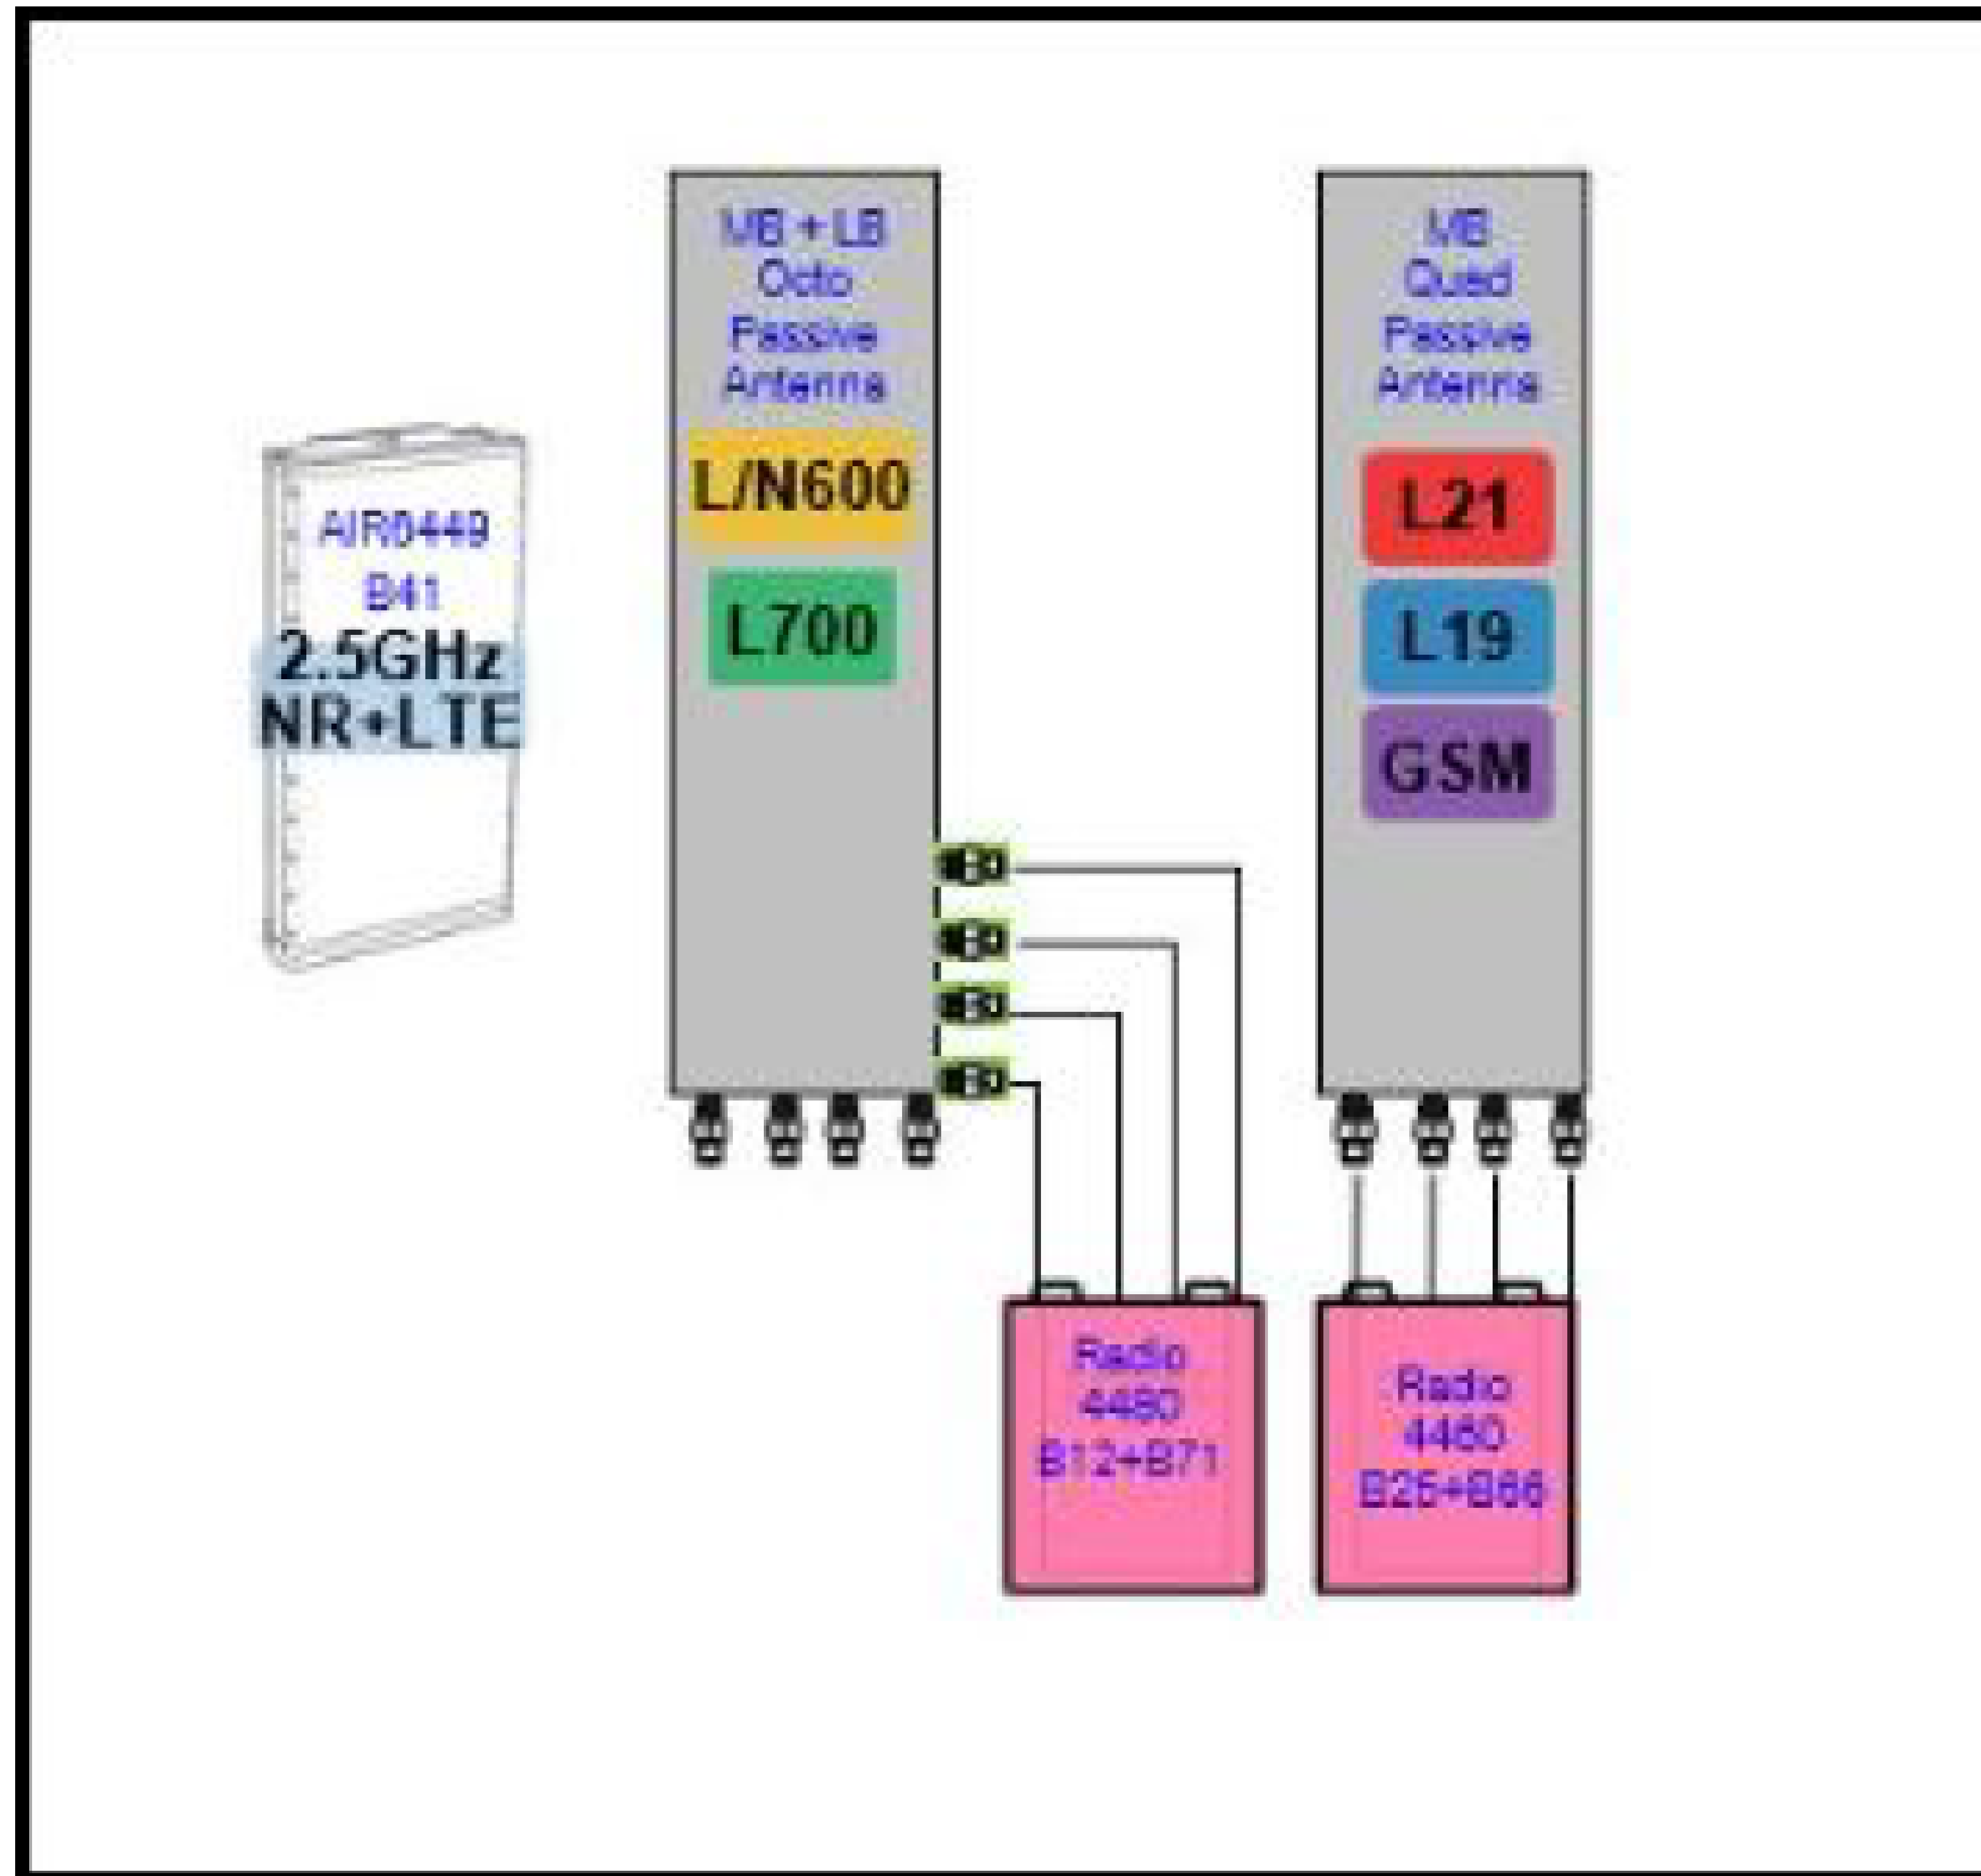 AIR6449
B41
2.5GHz
NR+LTE
MB + LB
Octo
Passive
Antenna
L/N600
L700
MB
Quad
Passive
Antenna
L21
L19
GSM
Radio
4480
B12+B71
Radio
4460
B25+B66